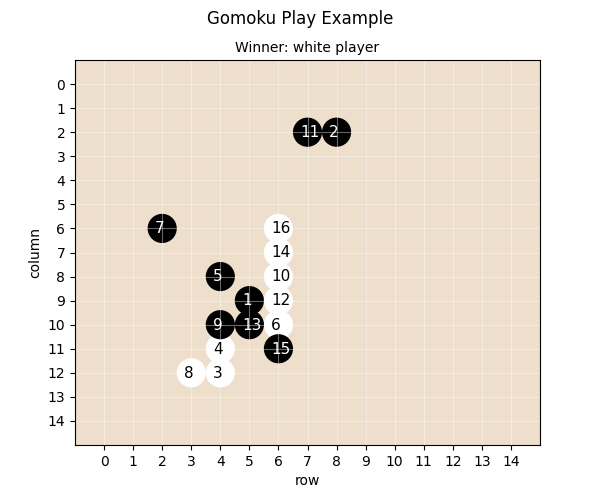 Gomoku Play Example
Winner: white player
0
1
2 11 2
3
4
5
6 7 16
7 14
8 5 10
9 1 12
10 9 13 6
11 4 15
12 8 3
13
14
column
0 1 2 3 4 5 6 7 8 9 10 11 12 13 14
row